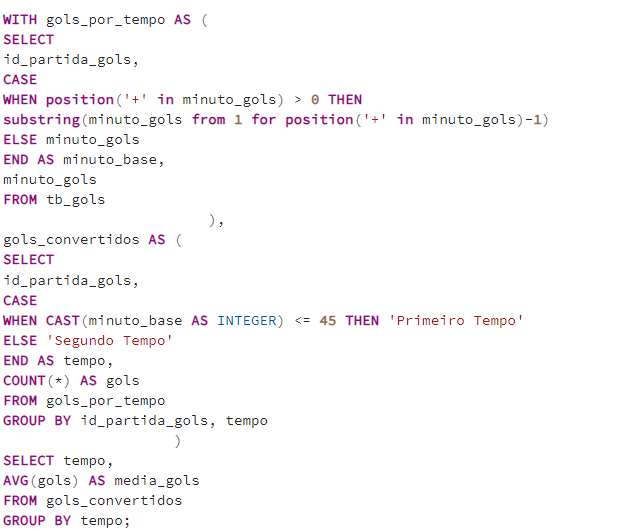 WITH gols_por_tempo AS (
SELECT
id_partida_gols,
CASE
WHEN position('+' in minuto_gols) > 0 THEN
substring(minuto_gols from 1 for position('+' in minuto_gols)-1)
ELSE minuto_gols
END AS minuto_base,
minuto_gols
FROM tb_gols
),
gols_convertidos AS (
SELECT
id_partida_gols,
CASE
WHEN CAST(minuto_base AS INTEGER) <= 45 THEN 'Primeiro Tempo'
ELSE 'Segundo Tempo'
END AS tempo,
COUNT(*) AS gols
FROM gols_por_tempo
GROUP BY id_partida_gols, tempo
)
SELECT tempo,
AVG(gols) AS media_gols
FROM gols_convertidos
GROUP BY tempo;